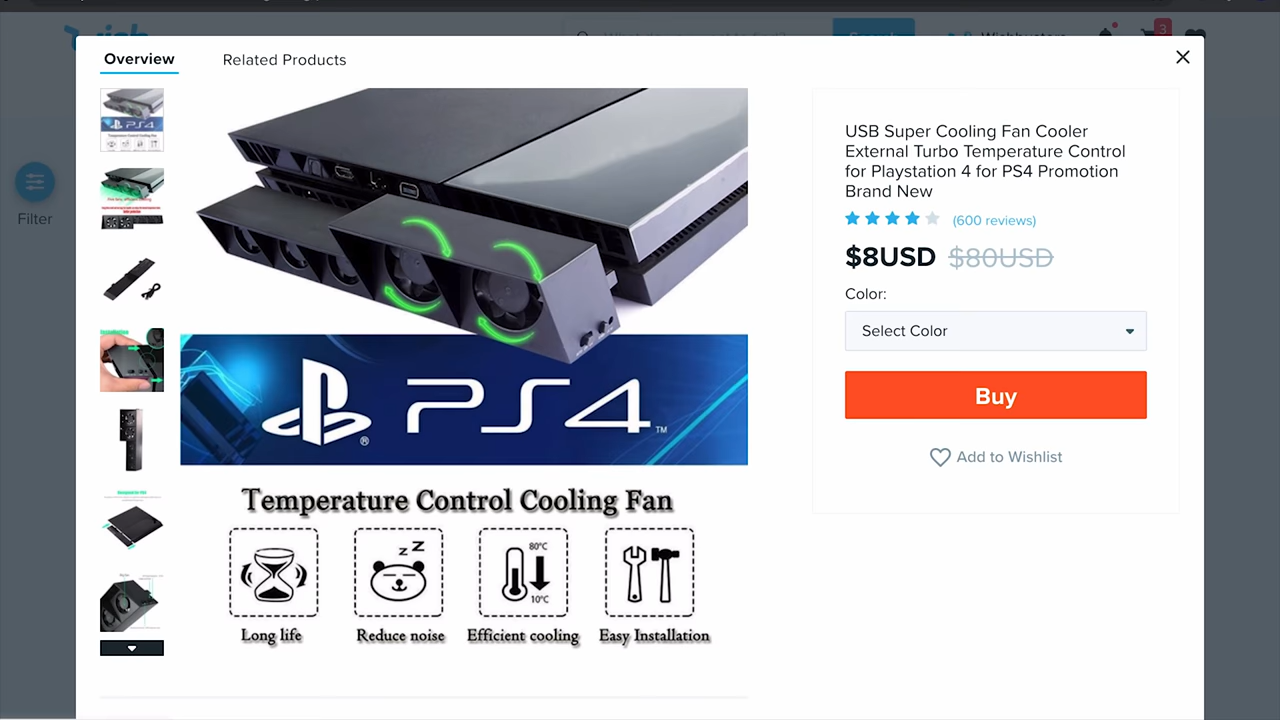 Overview
Related Products
Filter
3
USB Super Cooling Fan Cooler
External Turbo Temperature Control
for Playstation 4 for PS4 Promotion
Brand New
(600 reviews)
$8USD $80USD
Color:
Select Color
Buy
Add to Wishlist
PS4
®
TM
Temperature Control Cooling Fan
z Z
80°C
10°C
Long life
Reduce noise
Efficient cooling
Easy Installation